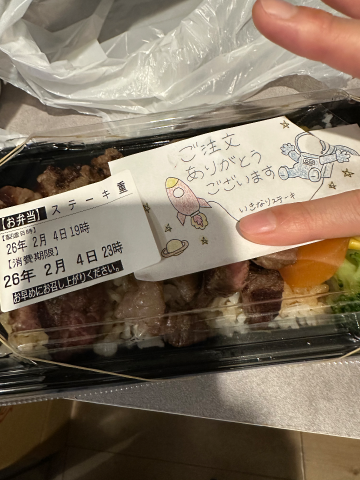 【お弁当】ステーキ重
【製造日時】
26年 2月 4日19時
【消費期限】
26年 2月 4日23時
お早めにお召し上がりください。
ご注文
ありがとう
ございます
いきなりステーキ